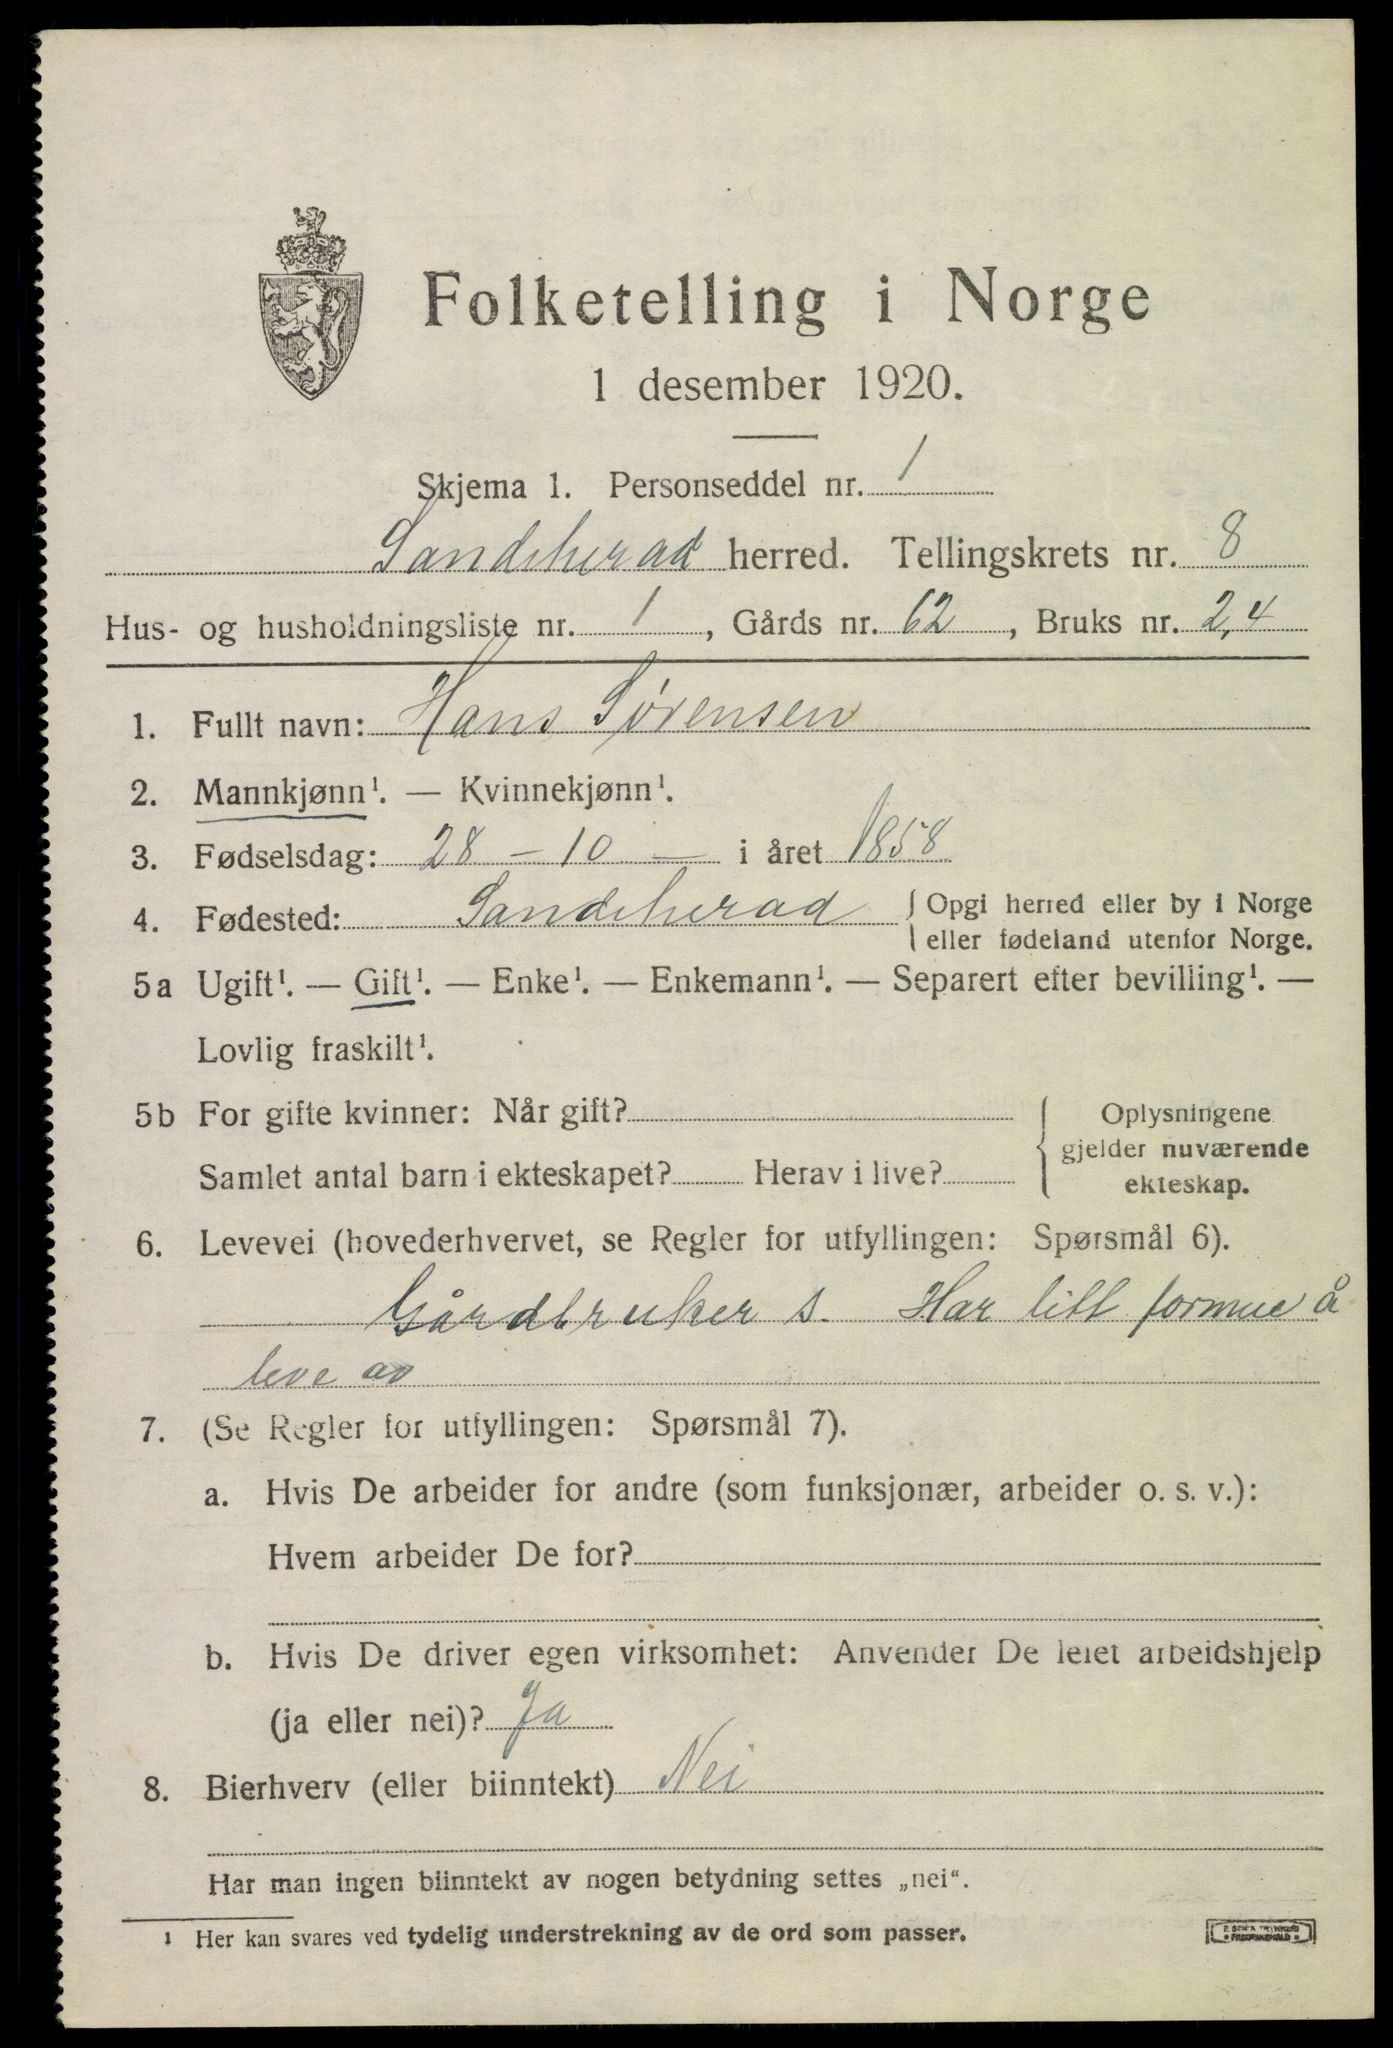 Folketelling i Norge
1 desember 1920.
Skjema 1. Personseddel nr. 1
Sandeherad herred. Tellingskrets nr. 8
Hus- og husholdningsliste nr. 1, Gårds nr. 62, Bruks nr. 2,4
1. Fullt navn: Hans Sørensen
2. Mannkjønn¹. — Kvinnekjønn¹.
3. Fødselsdag: 28 – 10 — i året 1858
4. Fødested: Sandeherad { Opgi herred eller by i Norge
eller fødeland utenfor Norge.
5a Ugift¹. — Gift¹. — Enke¹. — Enkemann¹. — Separert efter bevilling¹. —
Lovlig fraskilt¹.
5b For gifte kvinner: Når gift?
Samlet antal barn i ekteskapet? Herav i live?
{ Oplysningene
gjelder nuværende
ekteskap.
6. Levevei (hovederhvervet, se Regler for utfyllingen: Spørsmål 6).
Gårdbruker s. Har litt formue å
leve av
7. (Se Regler for utfyllingen: Spørsmål 7).
a. Hvis De arbeider for andre (som funksjonær, arbeider o. s. v.):
Hvem arbeider De for?
b. Hvis De driver egen virksomhet: Anvender De leiet arbeidshjelp
(ja eller nei)? Ja
8. Bierhverv (eller biinntekt) Nei
Har man ingen biinntekt av nogen betydning settes „nei“.
¹ Her kan svares ved tydelig understrekning av de ord som passer.